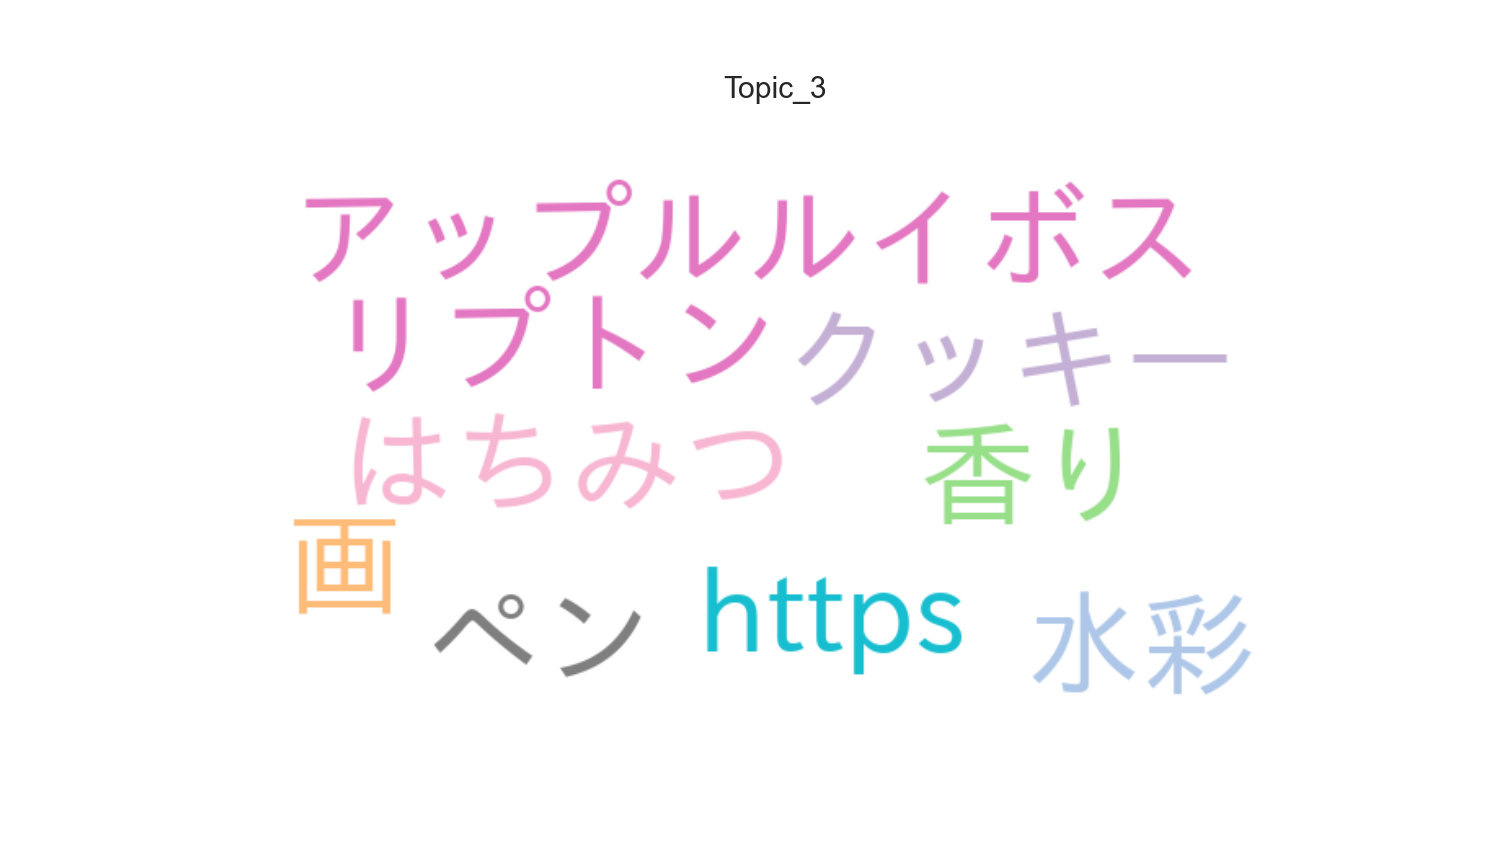 Topic_3
アップルルイボス
リプトン クッキー
はちみつ 香り
画
ペン https 水彩